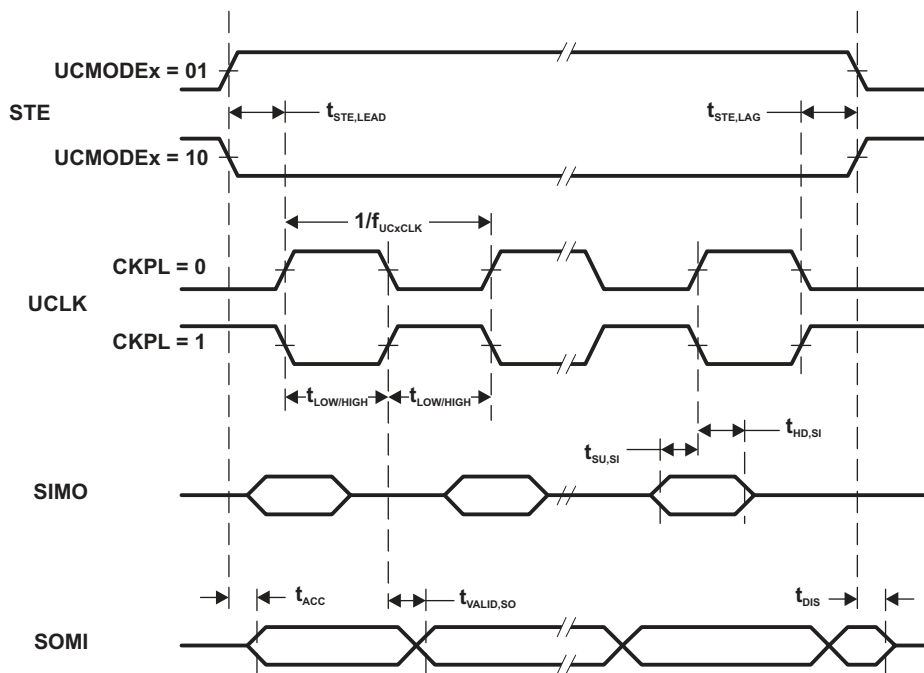 UCMODEx = 01
STE
t_STE,LEAD
t_STE,LAG
UCMODEx = 10
1/f_UCxCLK
CKPL = 0
UCLK
CKPL = 1
t_LOW/HIGH
t_LOW/HIGH
t_HD,SI
t_SU,SI
SIMO
t_ACC
t_VALID,SO
t_DIS
SOMI